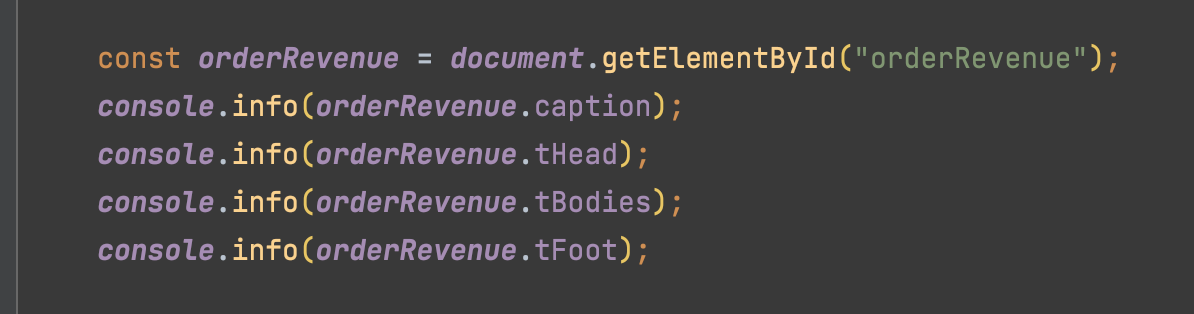 const orderRevenue = document.getElementById("orderRevenue");
console.info(orderRevenue.caption);
console.info(orderRevenue.tHead);
console.info(orderRevenue.tBodies);
console.info(orderRevenue.tFoot);